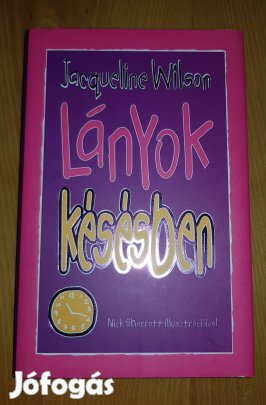 Jacqueline Wilson
Lányok
késésben
Nick Sharratt illusztrációival
Jófogás